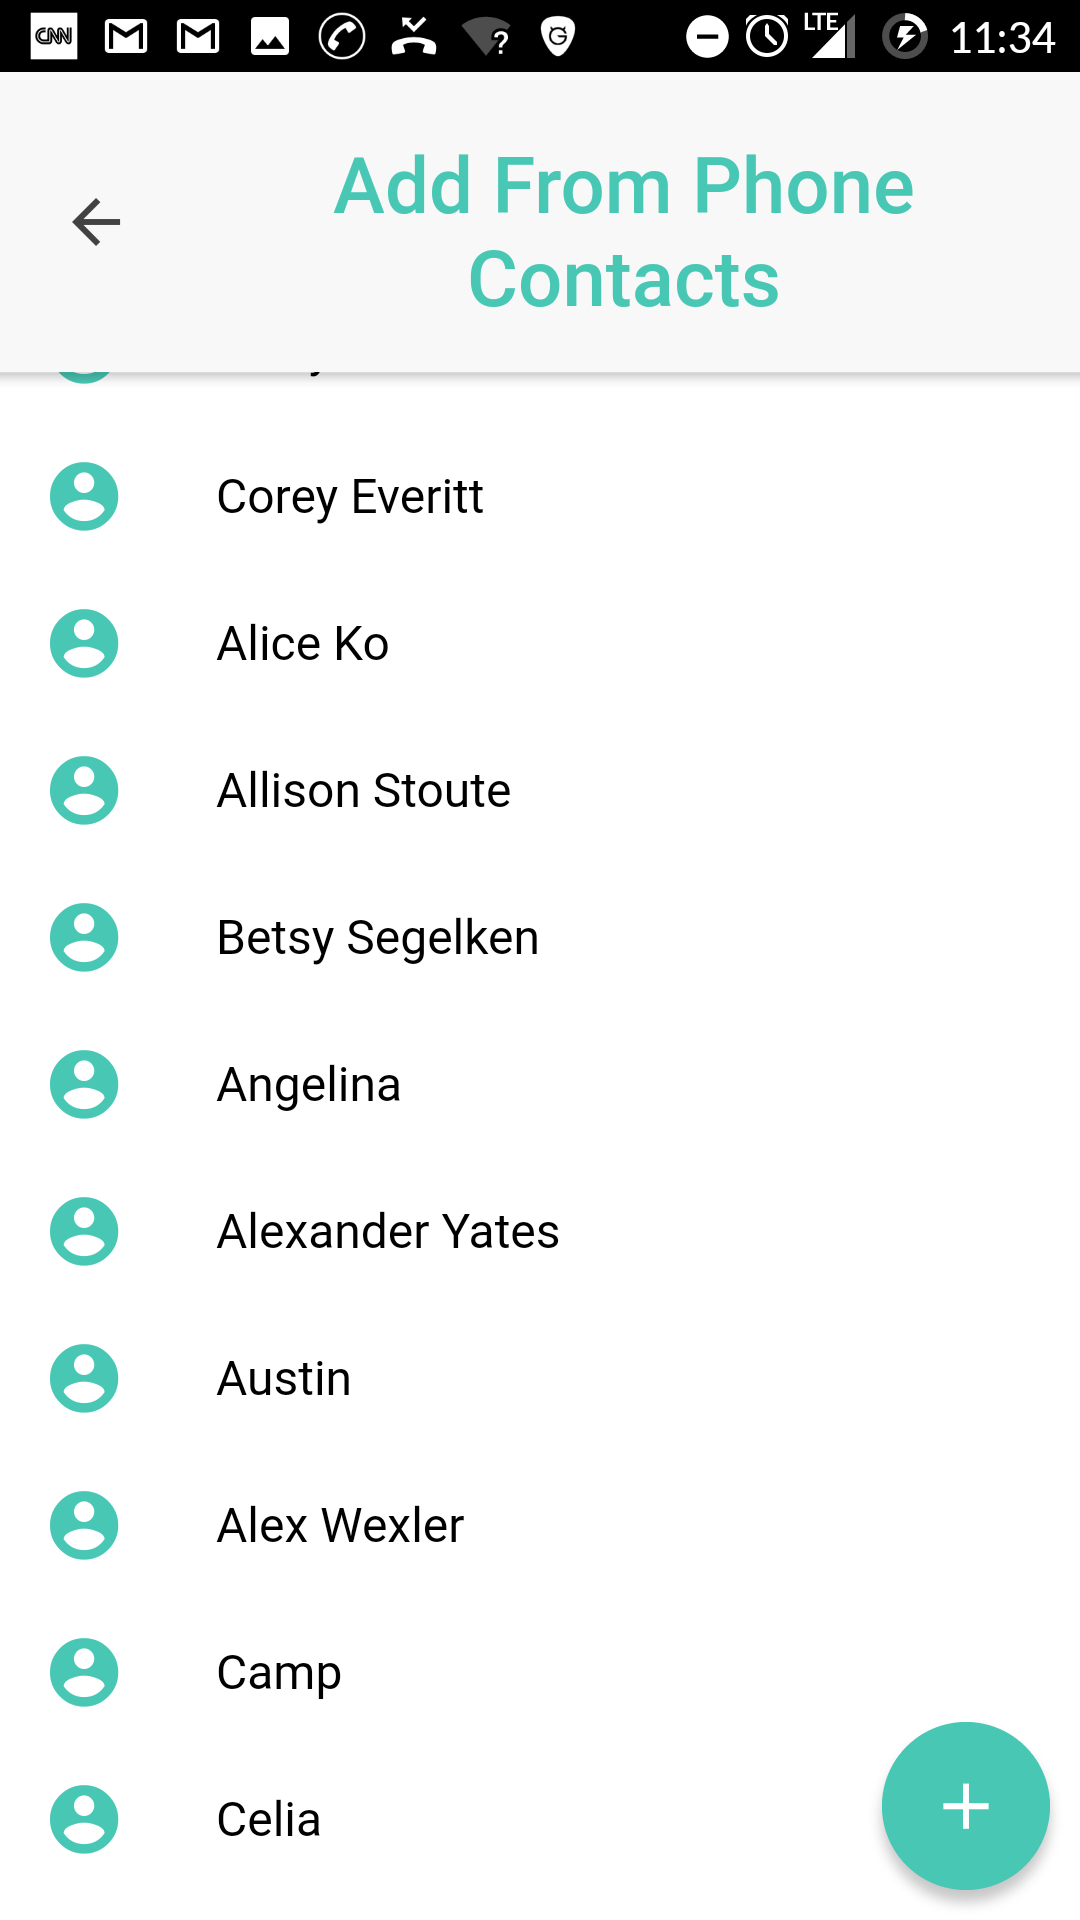 CNN
LTE
11:34
Add From Phone
Contacts
Corey Everitt
Alice Ko
Allison Stoute
Betsy Segelken
Angelina
Alexander Yates
Austin
Alex Wexler
Camp
Celia